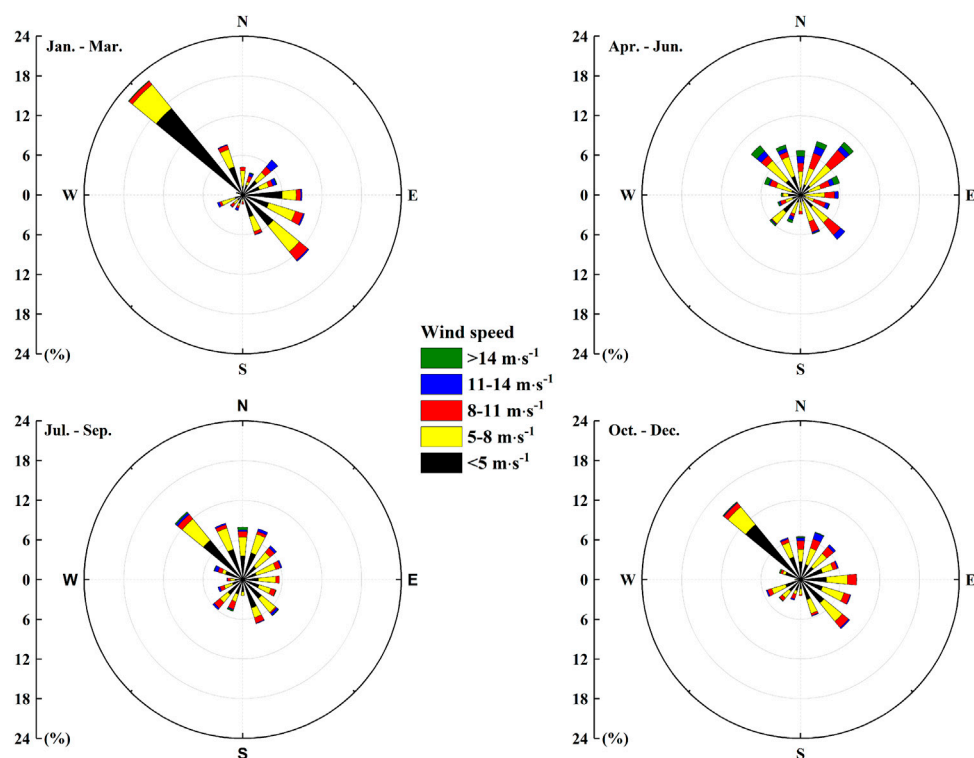 N
24
Jan. - Mar.
18
12
6
0
W
E
6
12
18
24
(%)
S
N
24
Apr. - Jun.
18
12
6
0
W
E
6
12
18
24
(%)
S
Wind speed
>14 m·s⁻¹
11-14 m·s⁻¹
8-11 m·s⁻¹
5-8 m·s⁻¹
<5 m·s⁻¹
N
24
Jul. - Sep.
18
12
6
0
W
E
6
12
18
24
(%)
S
N
24
Oct. - Dec.
18
12
6
0
W
E
6
12
18
24
(%)
S